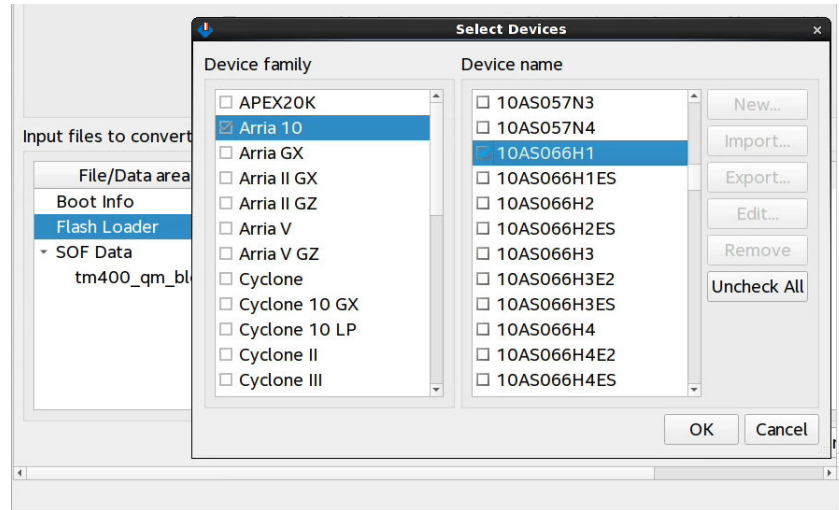 Select Devices
Device family
Device name
APEX20K
Arria 10
Arria GX
Arria II GX
Arria II GZ
Arria V
Arria V GZ
Cyclone
Cyclone 10 GX
Cyclone 10 LP
Cyclone II
Cyclone III
10AS057N3
10AS057N4
10AS066H1
10AS066H1ES
10AS066H2
10AS066H2ES
10AS066H3
10AS066H3E2
10AS066H3ES
10AS066H4
10AS066H4E2
10AS066H4ES
New...
Import...
Export...
Edit...
Remove
Uncheck All
OK
Cancel
Input files to convert
File/Data area
Boot Info
Flash Loader
SOF Data
tm400_qm_bl